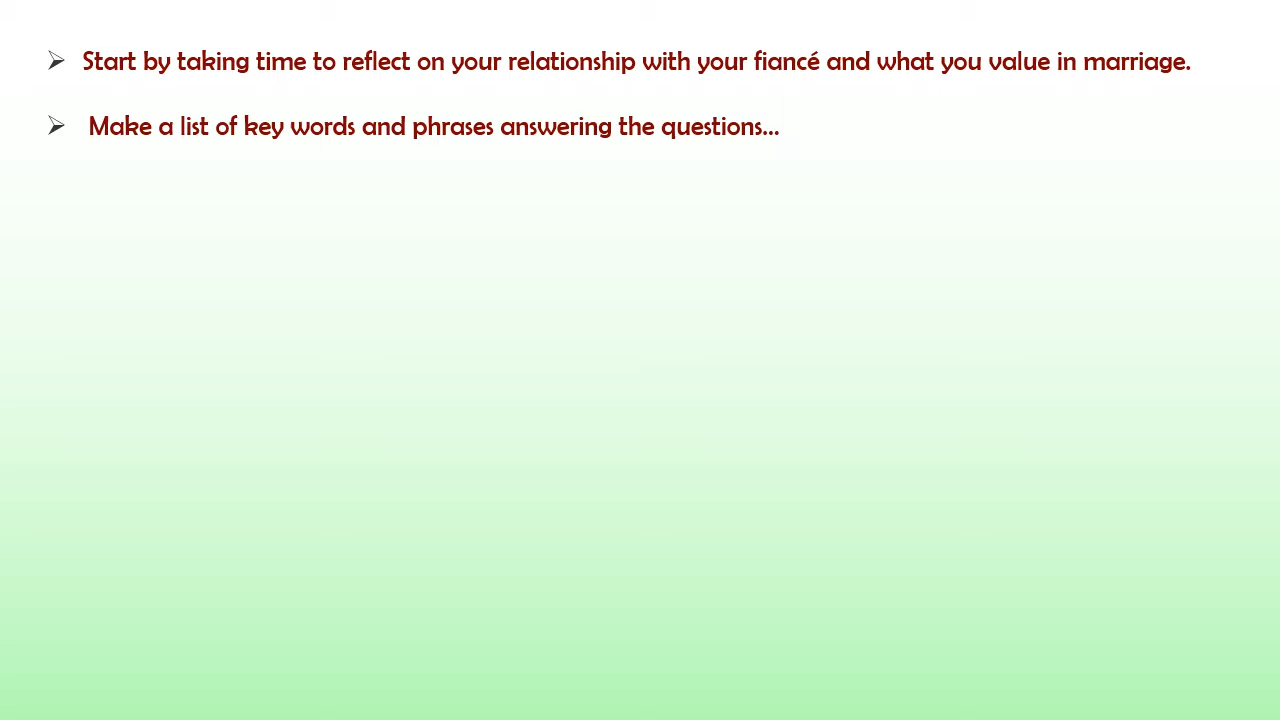 ➢ Start by taking time to reflect on your relationship with your fiancé and what you value in marriage.
➢ Make a list of key words and phrases answering the questions...